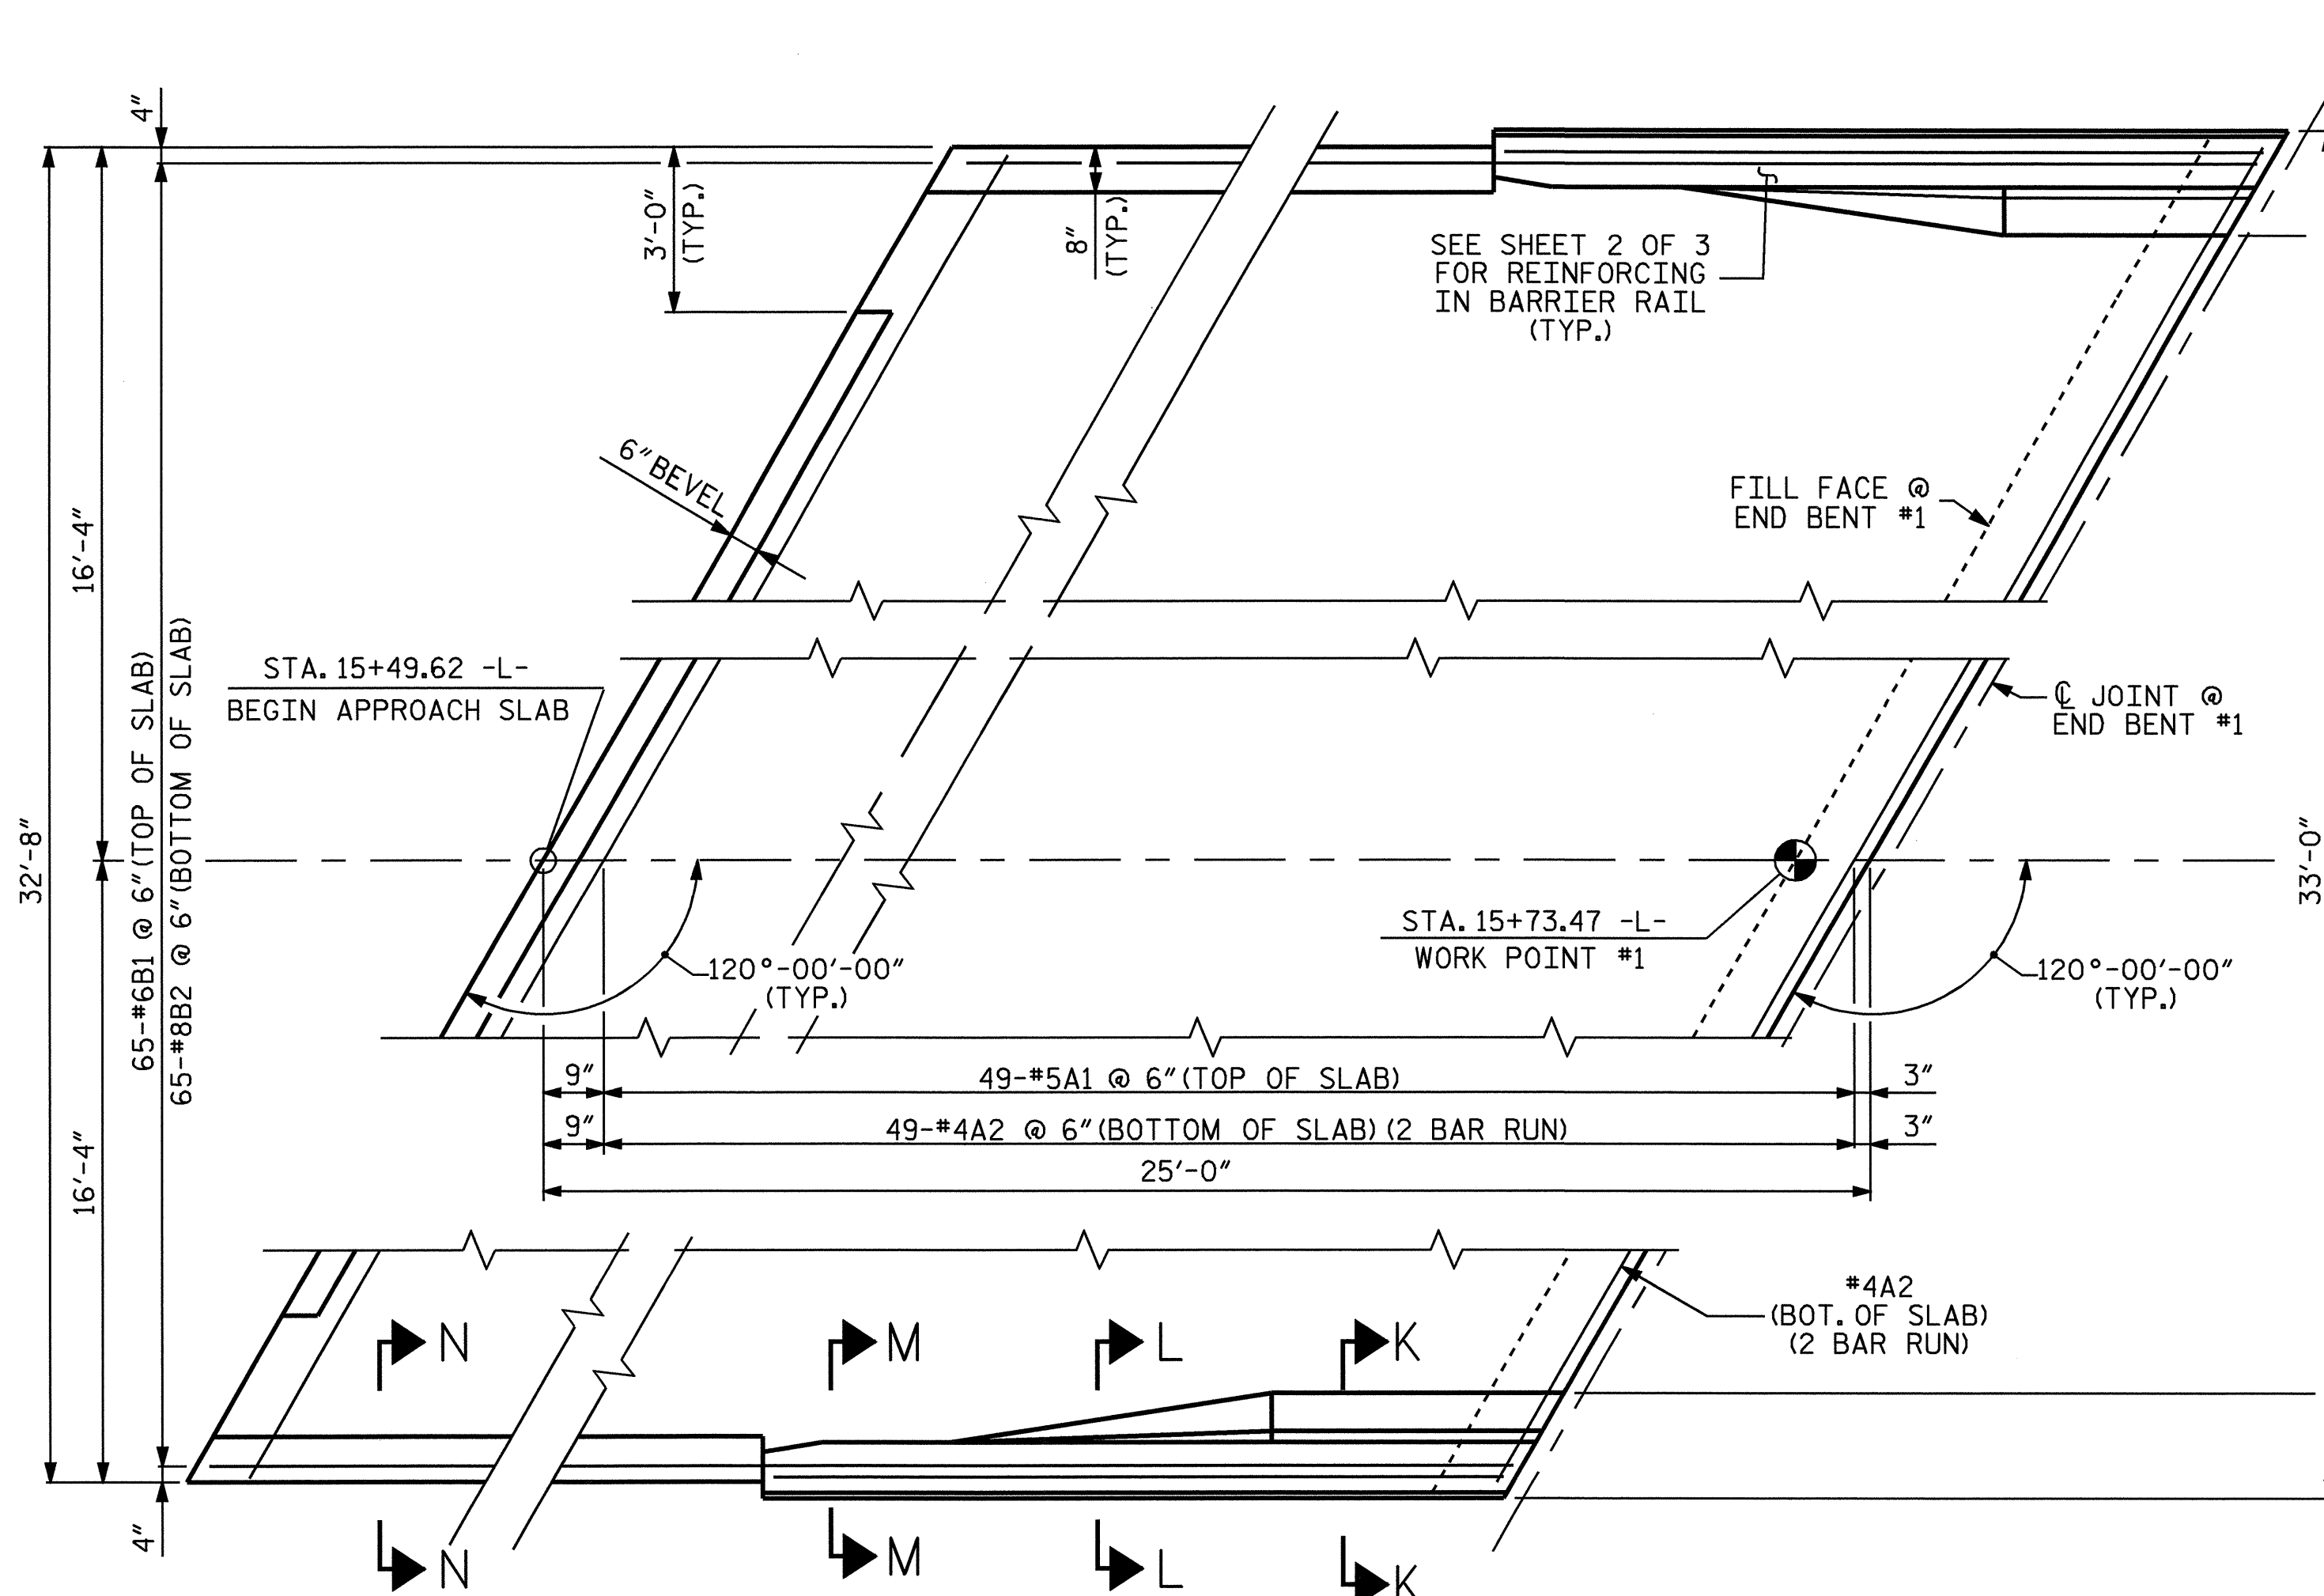 4"
3'-0"
(TYP.)
8"
(TYP.)
SEE SHEET 2 OF 3
FOR REINFORCING
IN BARRIER RAIL
(TYP.)
6" BEVEL
FILL FACE @
END BENT #1
16'-4"
32'-8"
65-#6B1 @ 6" (TOP OF SLAB)
65-#8B2 @ 6" (BOTTOM OF SLAB)
STA. 15+49.62 -L-
BEGIN APPROACH SLAB
℄ JOINT @
END BENT #1
33'-0"
STA. 15+73.47 -L-
WORK POINT #1
120°-00'-00"
(TYP.)
120°-00'-00"
(TYP.)
9"
49-#5A1 @ 6" (TOP OF SLAB)
3"
9"
49-#4A2 @ 6" (BOTTOM OF SLAB) (2 BAR RUN)
3"
25'-0"
16'-4"
#4A2
(BOT. OF SLAB)
(2 BAR RUN)
N
M
L
K
4"
N
M
L
K